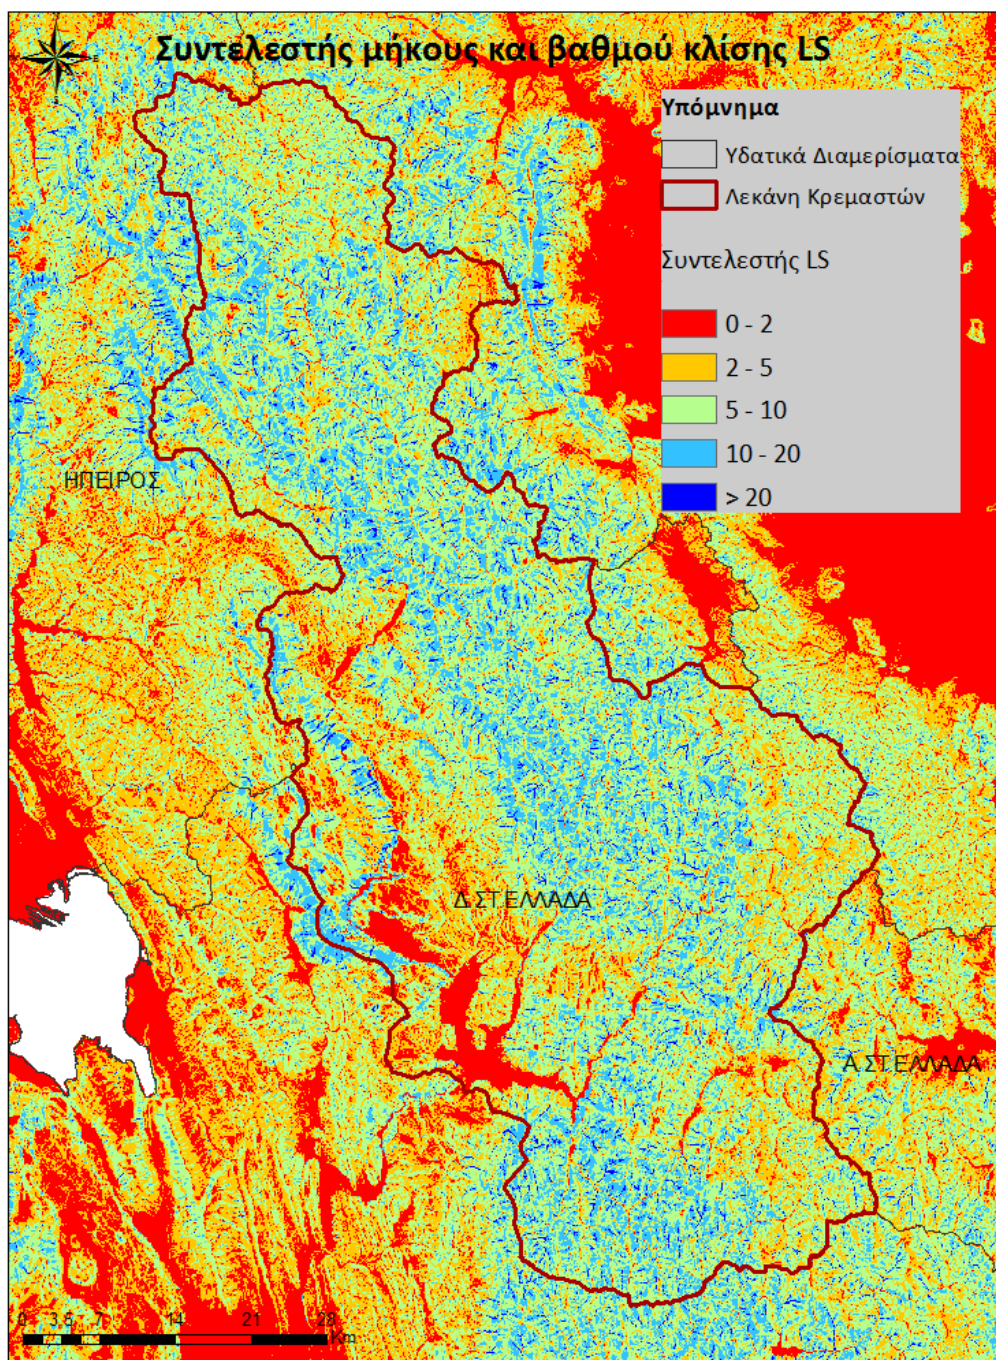 Συντελεστής μήκους και βαθμού κλίσης LS
E
Υπόμνημα
Υδατικά Διαμερίσματα
Λεκάνη Κρεμαστών
Συντελεστής LS
0 - 2
2 - 5
5 - 10
10 - 20
> 20
ΗΠΕΙΡΟΣ
Δ.ΣΤ.ΕΛΛΑΔΑ
Α.ΣΤ.ΕΛΛΑΔΑ
0 3,5 7 14 21 28
Km